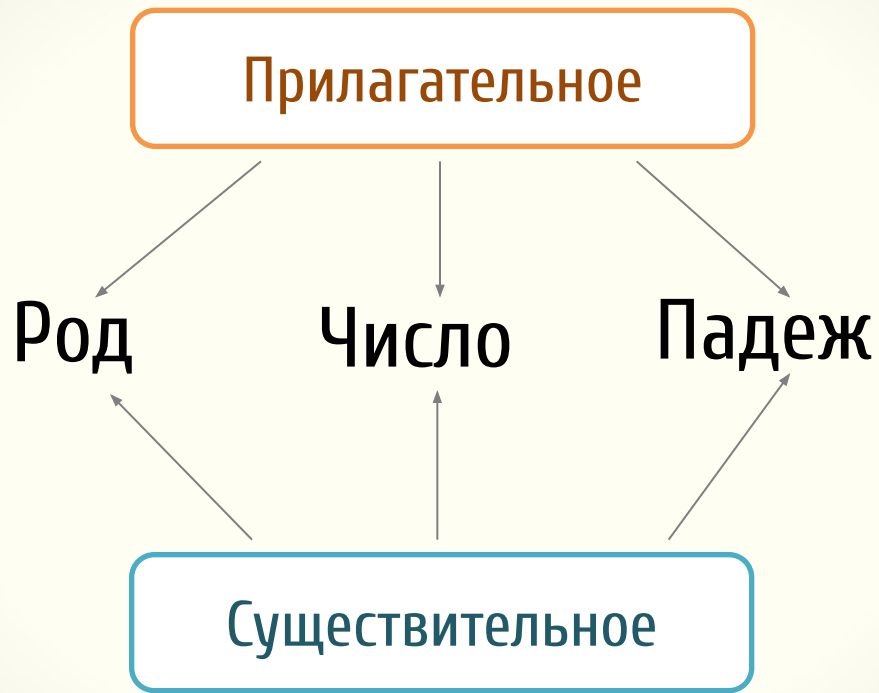 Прилагательное
Род Число Падеж
Существительное